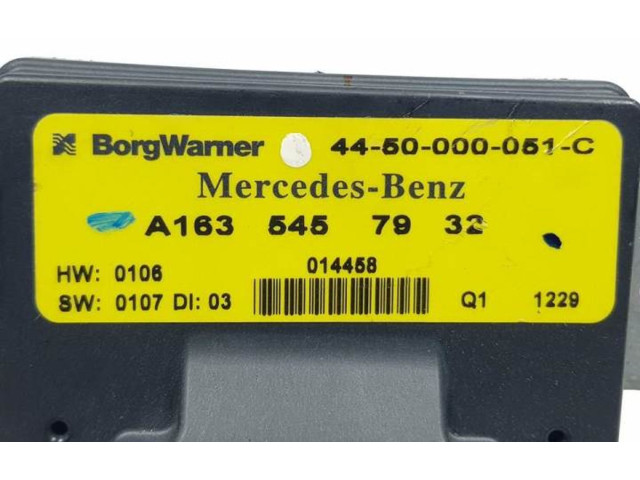 BorgWarner 44-50-000-051-C
Mercedes-Benz
A163 545 79 32
HW: 0106 014458
SW: 0107 DI: 03 Q1 1229